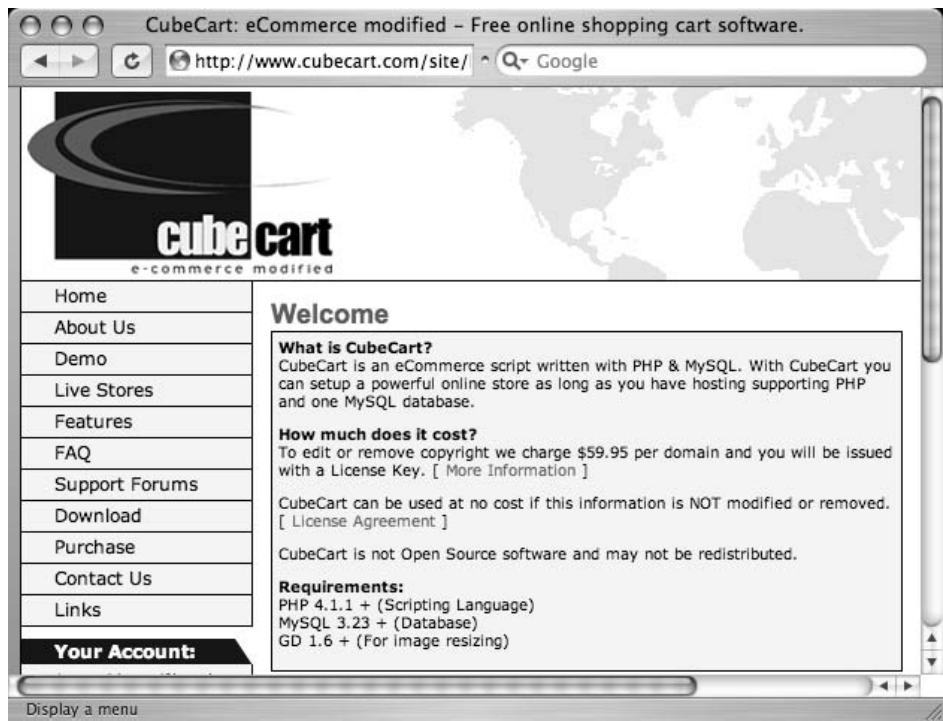 CubeCart: eCommerce modified – Free online shopping cart software.
http://www.cubecart.com/site/
Google
cube cart
e-commerce modified
Home
About Us
Demo
Live Stores
Features
FAQ
Support Forums
Download
Purchase
Contact Us
Links
Your Account:
Welcome
What is CubeCart?
CubeCart is an eCommerce script written with PHP & MySQL. With CubeCart you
can setup a powerful online store as long as you have hosting supporting PHP
and one MySQL database.
How much does it cost?
To edit or remove copyright we charge $59.95 per domain and you will be issued
with a License Key. [ More Information ]
CubeCart can be used at no cost if this information is NOT modified or removed.
[ License Agreement ]
CubeCart is not Open Source software and may not be redistributed.
Requirements:
PHP 4.1.1 + (Scripting Language)
MySQL 3.23 + (Database)
GD 1.6 + (For image resizing)
Display a menu